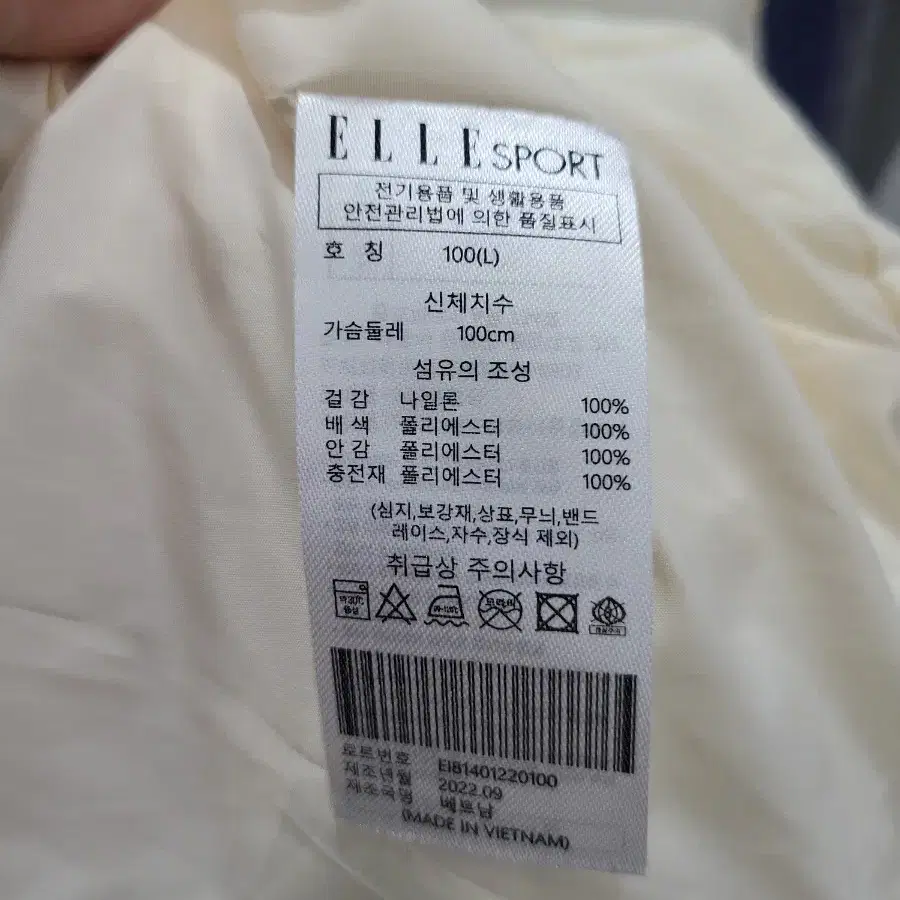 ELLE SPORT
전기용품 및 생활용품
안전관리법에 의한 품질표시
호 칭 100(L)
신체치수
가슴둘레 100cm
섬유의 조성
겉감 나일론 100%
배색 폴리에스터 100%
안감 폴리에스터 100%
충전재 폴리에스터 100%
(심지,보강재,상표,무늬,밴드
레이스,자수,장식 제외)
취급상 주의사항
로트번호 EIB1401220100
제조년월 2022.09
제조국명 베트남
(MADE IN VIETNAM)